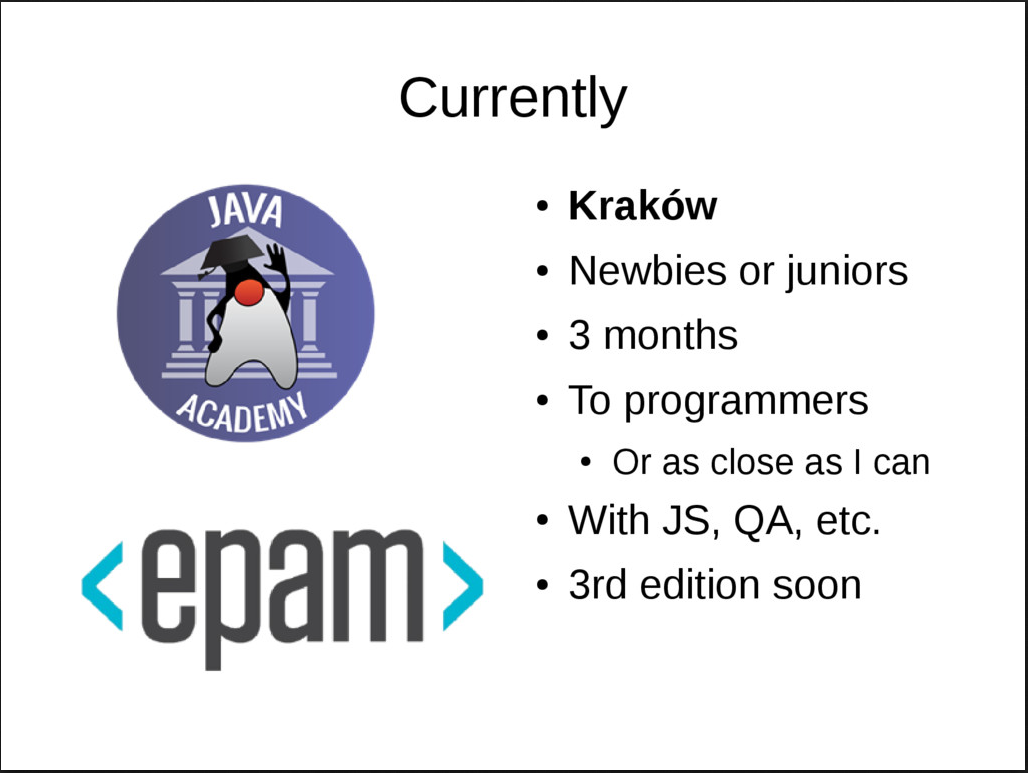 Currently
JAVA
ACADEMY
<epam>
• Kraków
• Newbies or juniors
• 3 months
• To programmers
• Or as close as I can
• With JS, QA, etc.
• 3rd edition soon